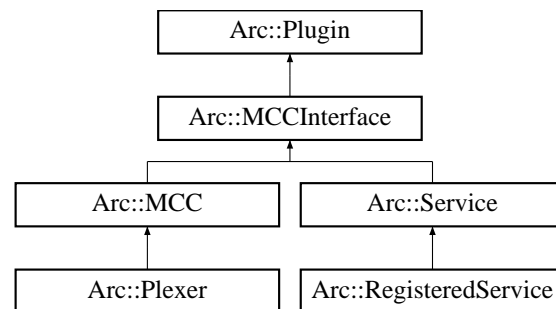 Arc::Plugin
Arc::MCCInterface
Arc::MCC
Arc::Service
Arc::Plexer
Arc::RegisteredService